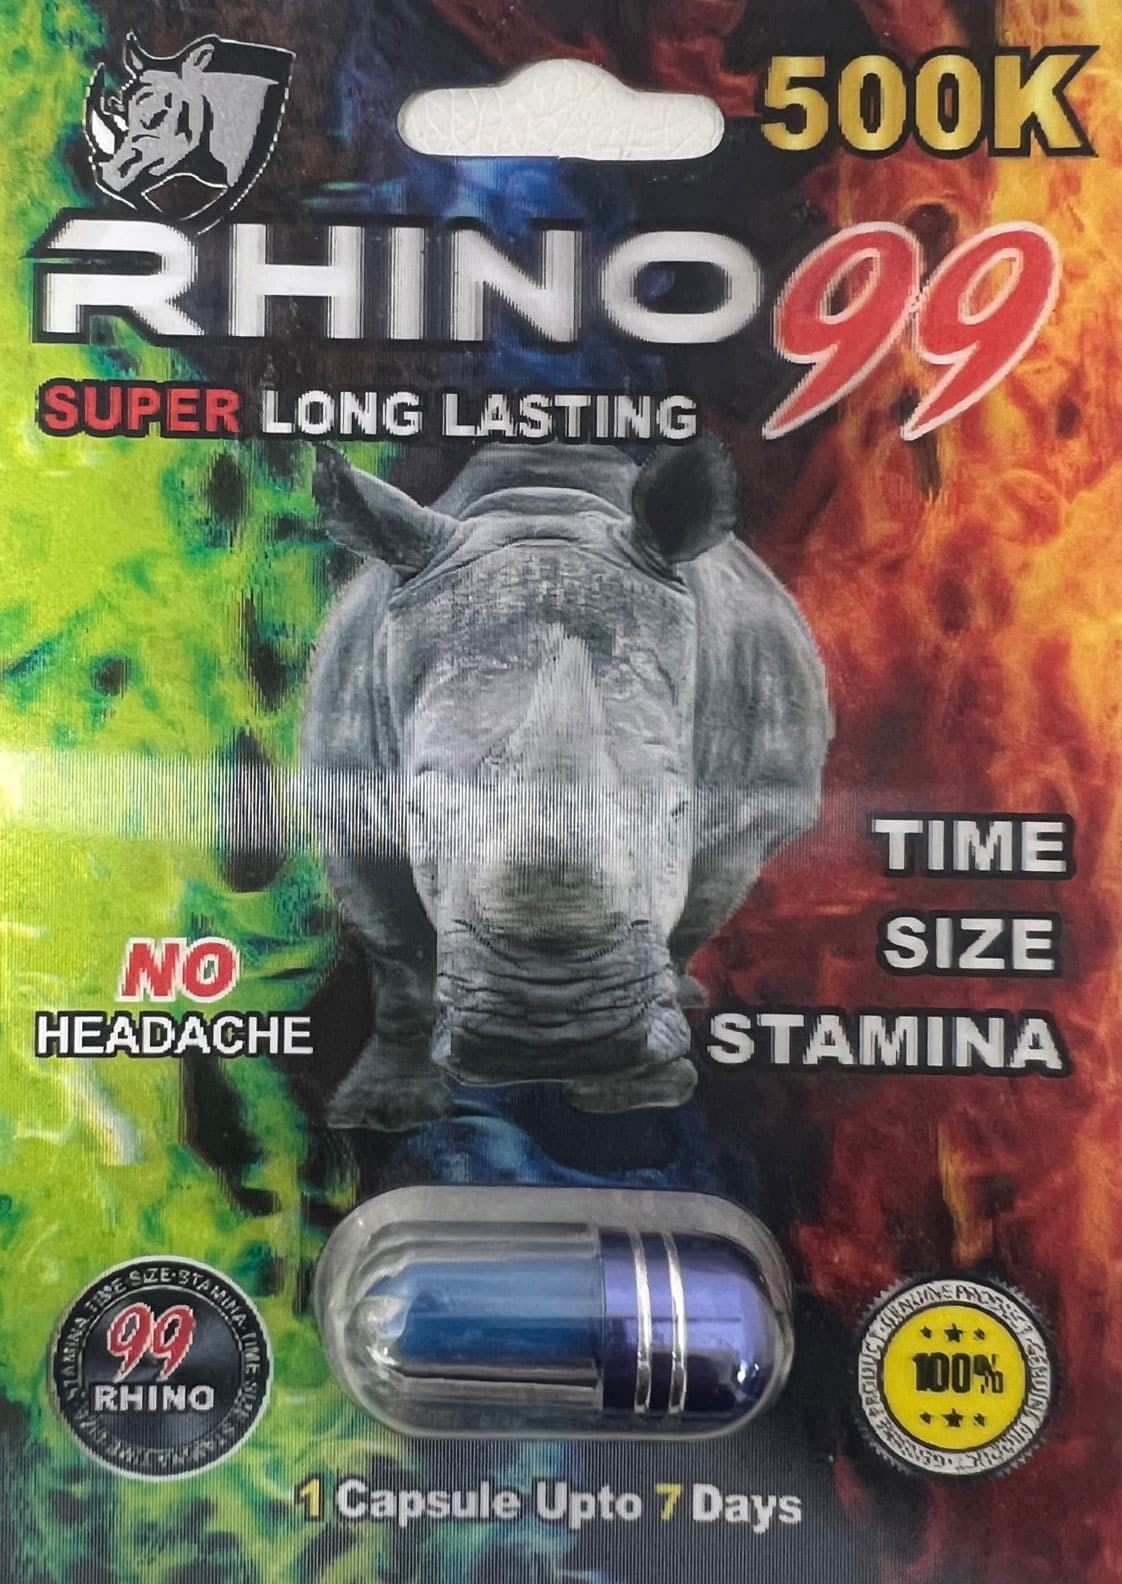 500K
RHINO 99
SUPER LONG LASTING
TIME
SIZE
STAMINA
NO
HEADACHE
99
RHINO
100%
1 Capsule Upto 7 Days